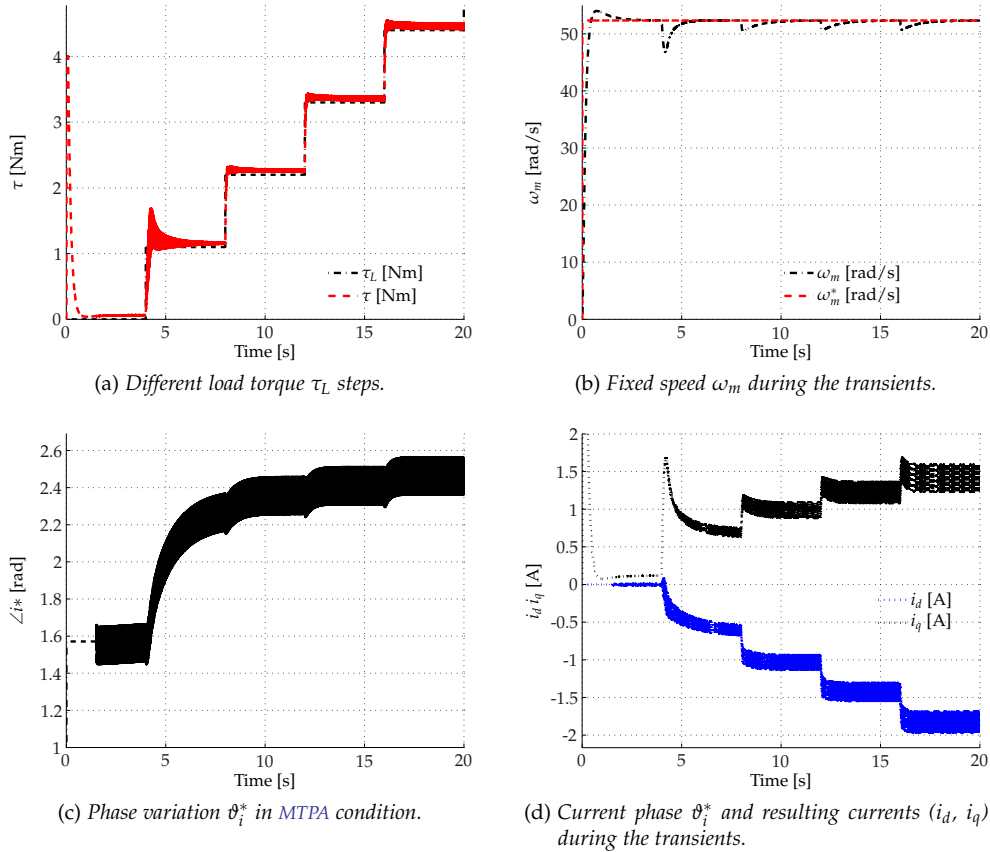 4
3
2
1
0
τ [Nm]
τL [Nm]
τ [Nm]
0
5
10
15
20
Time [s]
(a) Different load torque τL steps.
50
40
30
20
10
0
ωm [rad/s]
ωm [rad/s]
ω*m [rad/s]
0
5
10
15
20
Time [s]
(b) Fixed speed ωm during the transients.
2.6
2.4
2.2
2
1.8
1.6
1.4
1.2
1
∠i* [rad]
0
5
10
15
20
Time [s]
(c) Phase variation ϑ*i in MTPA condition.
2
1.5
1
0.5
0
-0.5
-1
-1.5
-2
id iq [A]
id [A]
iq [A]
0
5
10
15
20
Time [s]
(d) Current phase ϑ*i and resulting currents (id, iq)
during the transients.